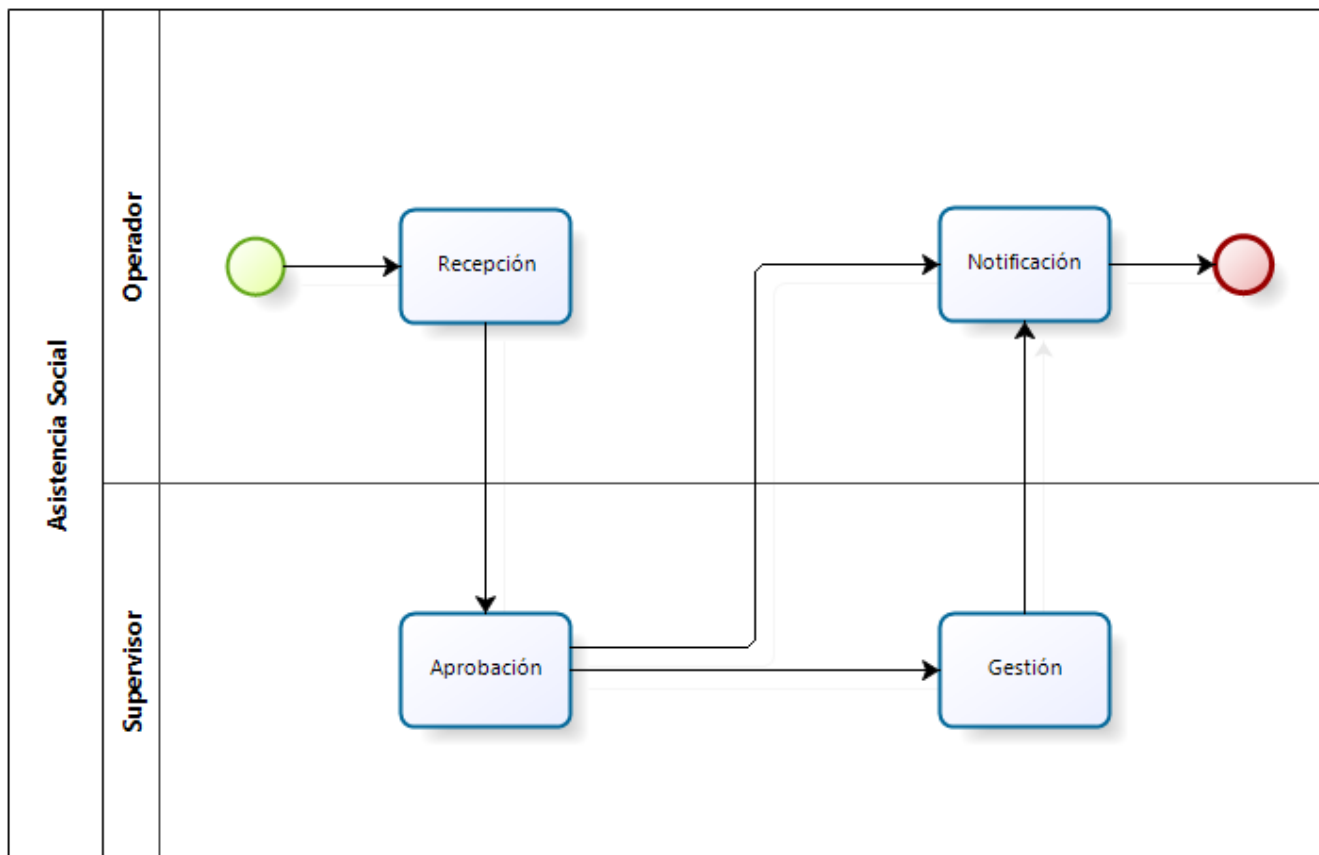 Asistencia Social
Operador
Recepción
Notificación
Supervisor
Aprobación
Gestión